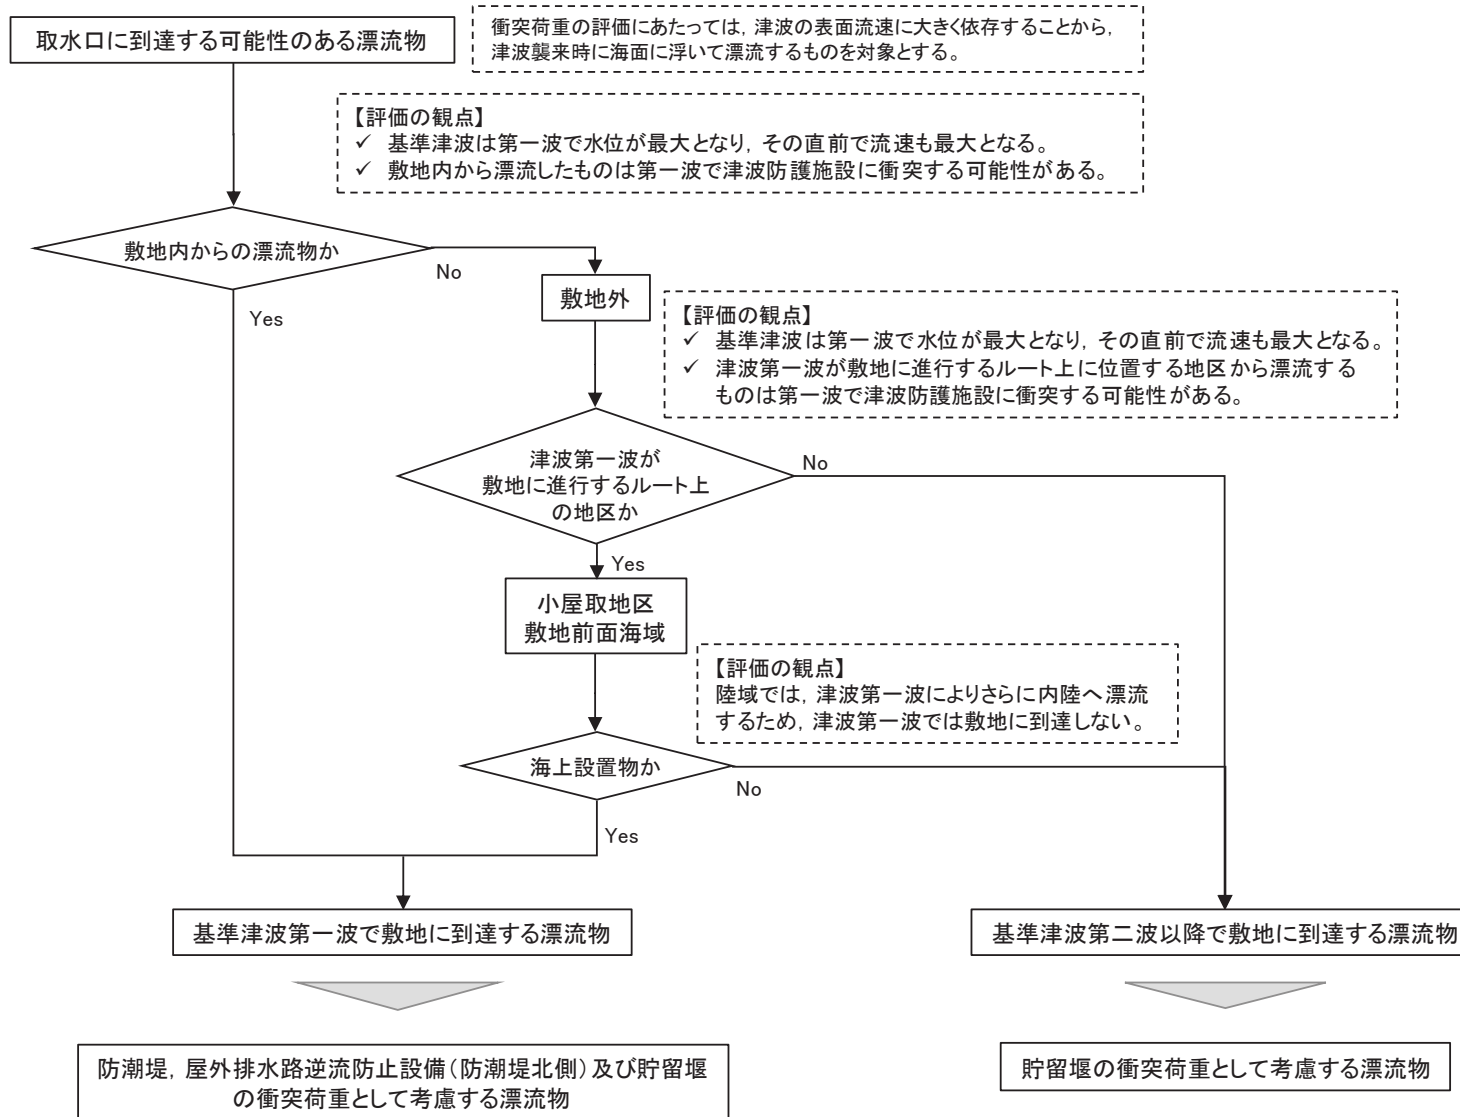 取水口に到達する可能性のある漂流物
衝突荷重の評価にあたっては，津波の表面流速に大きく依存することから，
津波襲来時に海面に浮いて漂流するものを対象とする。
【評価の観点】
✓ 基準津波は第一波で水位が最大となり，その直前で流速も最大となる。
✓ 敷地内から漂流したものは第一波で津波防護施設に衝突する可能性がある。
敷地内からの漂流物か
No
Yes
敷地外
【評価の観点】
✓ 基準津波は第一波で水位が最大となり，その直前で流速も最大となる。
✓ 津波第一波が敷地に進行するルート上に位置する地区から漂流する
ものは第一波で津波防護施設に衝突する可能性がある。
津波第一波が
敷地に進行するルート上
の地区か
No
Yes
小屋取地区
敷地前面海域
【評価の観点】
陸域では，津波第一波によりさらに内陸へ漂流
するため，津波第一波では敷地に到達しない。
海上設置物か
No
Yes
基準津波第一波で敷地に到達する漂流物
基準津波第二波以降で敷地に到達する漂流物
防潮堤，屋外排水路逆流防止設備（防潮堤北側）及び貯留堰
の衝突荷重として考慮する漂流物
貯留堰の衝突荷重として考慮する漂流物